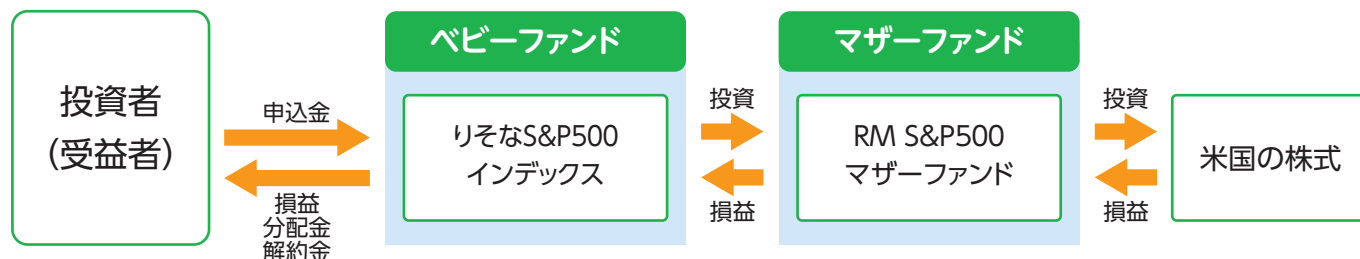 投資者
(受益者)
申込金
損益
分配金
解約金
ベビーファンド
りそなS&P500
インデックス
投資
損益
マザーファンド
RM S&P500
マザーファンド
投資
損益
米国の株式